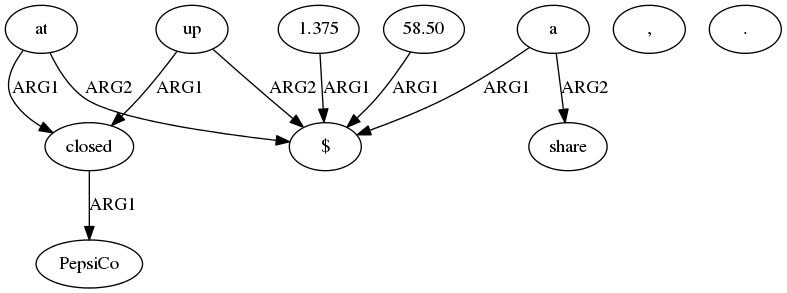 at up 1.375 58.50 a , .
ARG1 ARG2 ARG1 ARG2 ARG1 ARG1 ARG1 ARG2
closed $ share
ARG1
PepsiCo